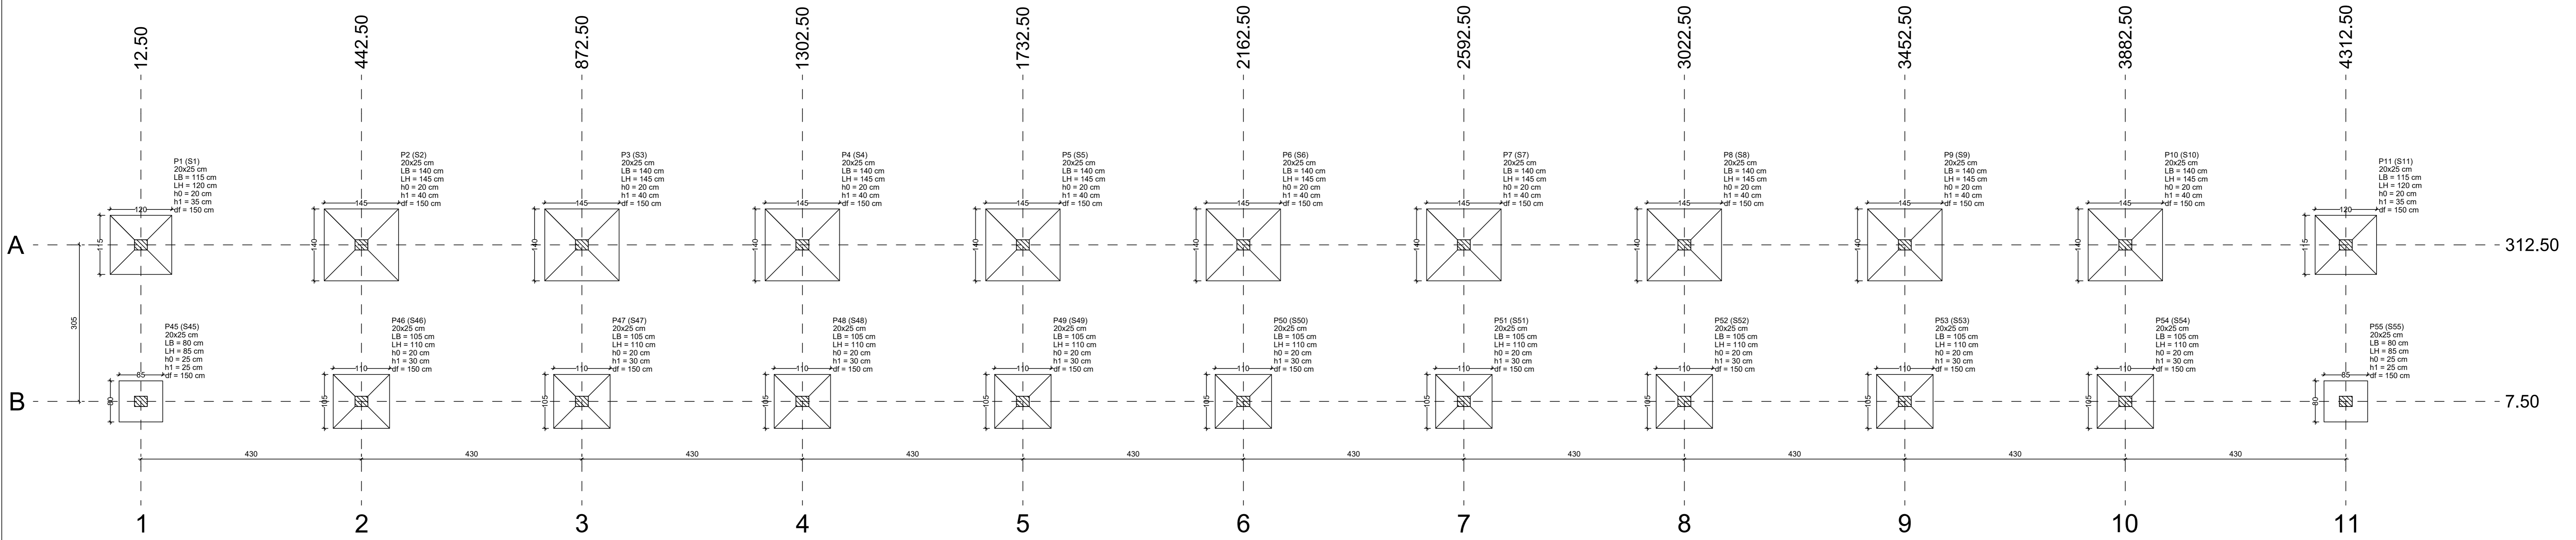 12.50
442.50
872.50
1302.50
1732.50
2162.50
2592.50
3022.50
3452.50
3882.50
4312.50
P1 (S1)
20x25 cm
LB = 115 cm
LH = 120 cm
h0 = 20 cm
h1 = 35 cm
df = 150 cm
120
115
P2 (S2)
20x25 cm
LB = 140 cm
LH = 145 cm
h0 = 20 cm
h1 = 40 cm
df = 150 cm
145
140
P3 (S3)
20x25 cm
LB = 140 cm
LH = 145 cm
h0 = 20 cm
h1 = 40 cm
df = 150 cm
145
140
P4 (S4)
20x25 cm
LB = 140 cm
LH = 145 cm
h0 = 20 cm
h1 = 40 cm
df = 150 cm
145
140
P5 (S5)
20x25 cm
LB = 140 cm
LH = 145 cm
h0 = 20 cm
h1 = 40 cm
df = 150 cm
145
140
P6 (S6)
20x25 cm
LB = 140 cm
LH = 145 cm
h0 = 20 cm
h1 = 40 cm
df = 150 cm
145
140
P7 (S7)
20x25 cm
LB = 140 cm
LH = 145 cm
h0 = 20 cm
h1 = 40 cm
df = 150 cm
145
140
P8 (S8)
20x25 cm
LB = 140 cm
LH = 145 cm
h0 = 20 cm
h1 = 40 cm
df = 150 cm
145
140
P9 (S9)
20x25 cm
LB = 140 cm
LH = 145 cm
h0 = 20 cm
h1 = 40 cm
df = 150 cm
145
140
P10 (S10)
20x25 cm
LB = 140 cm
LH = 145 cm
h0 = 20 cm
h1 = 40 cm
df = 150 cm
145
140
P11 (S11)
20x25 cm
LB = 115 cm
LH = 120 cm
h0 = 20 cm
h1 = 35 cm
df = 150 cm
120
115
A
312.50
305
P45 (S45)
20x25 cm
LB = 80 cm
LH = 85 cm
h0 = 25 cm
h1 = 25 cm
df = 150 cm
85
80
P46 (S46)
20x25 cm
LB = 105 cm
LH = 110 cm
h0 = 20 cm
h1 = 30 cm
df = 150 cm
110
105
P47 (S47)
20x25 cm
LB = 105 cm
LH = 110 cm
h0 = 20 cm
h1 = 30 cm
df = 150 cm
110
105
P48 (S48)
20x25 cm
LB = 105 cm
LH = 110 cm
h0 = 20 cm
h1 = 30 cm
df = 150 cm
110
105
P49 (S49)
20x25 cm
LB = 105 cm
LH = 110 cm
h0 = 20 cm
h1 = 30 cm
df = 150 cm
110
105
P50 (S50)
20x25 cm
LB = 105 cm
LH = 110 cm
h0 = 20 cm
h1 = 30 cm
df = 150 cm
110
105
P51 (S51)
20x25 cm
LB = 105 cm
LH = 110 cm
h0 = 20 cm
h1 = 30 cm
df = 150 cm
110
105
P52 (S52)
20x25 cm
LB = 105 cm
LH = 110 cm
h0 = 20 cm
h1 = 30 cm
df = 150 cm
110
105
P53 (S53)
20x25 cm
LB = 105 cm
LH = 110 cm
h0 = 20 cm
h1 = 30 cm
df = 150 cm
110
105
P54 (S54)
20x25 cm
LB = 105 cm
LH = 110 cm
h0 = 20 cm
h1 = 30 cm
df = 150 cm
110
105
P55 (S55)
20x25 cm
LB = 80 cm
LH = 85 cm
h0 = 25 cm
h1 = 25 cm
df = 150 cm
85
80
B
7.50
430
430
430
430
430
430
430
430
430
430
1
2
3
4
5
6
7
8
9
10
11